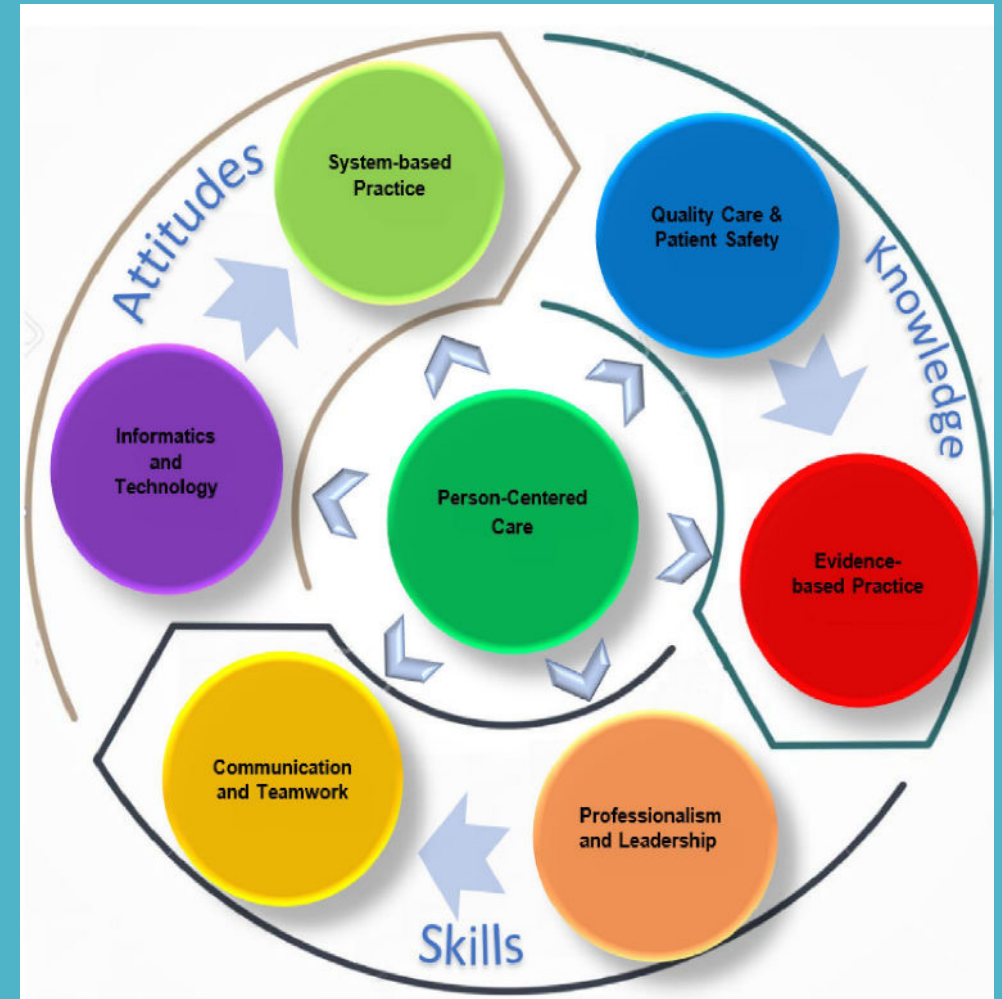 Attitudes
System-based
Practice
Quality Care &
Patient Safety
Knowledge
Informatics
and
Technology
Person-Centered
Care
Evidence-
based Practice
Communication
and Teamwork
Professionalism
and Leadership
Skills